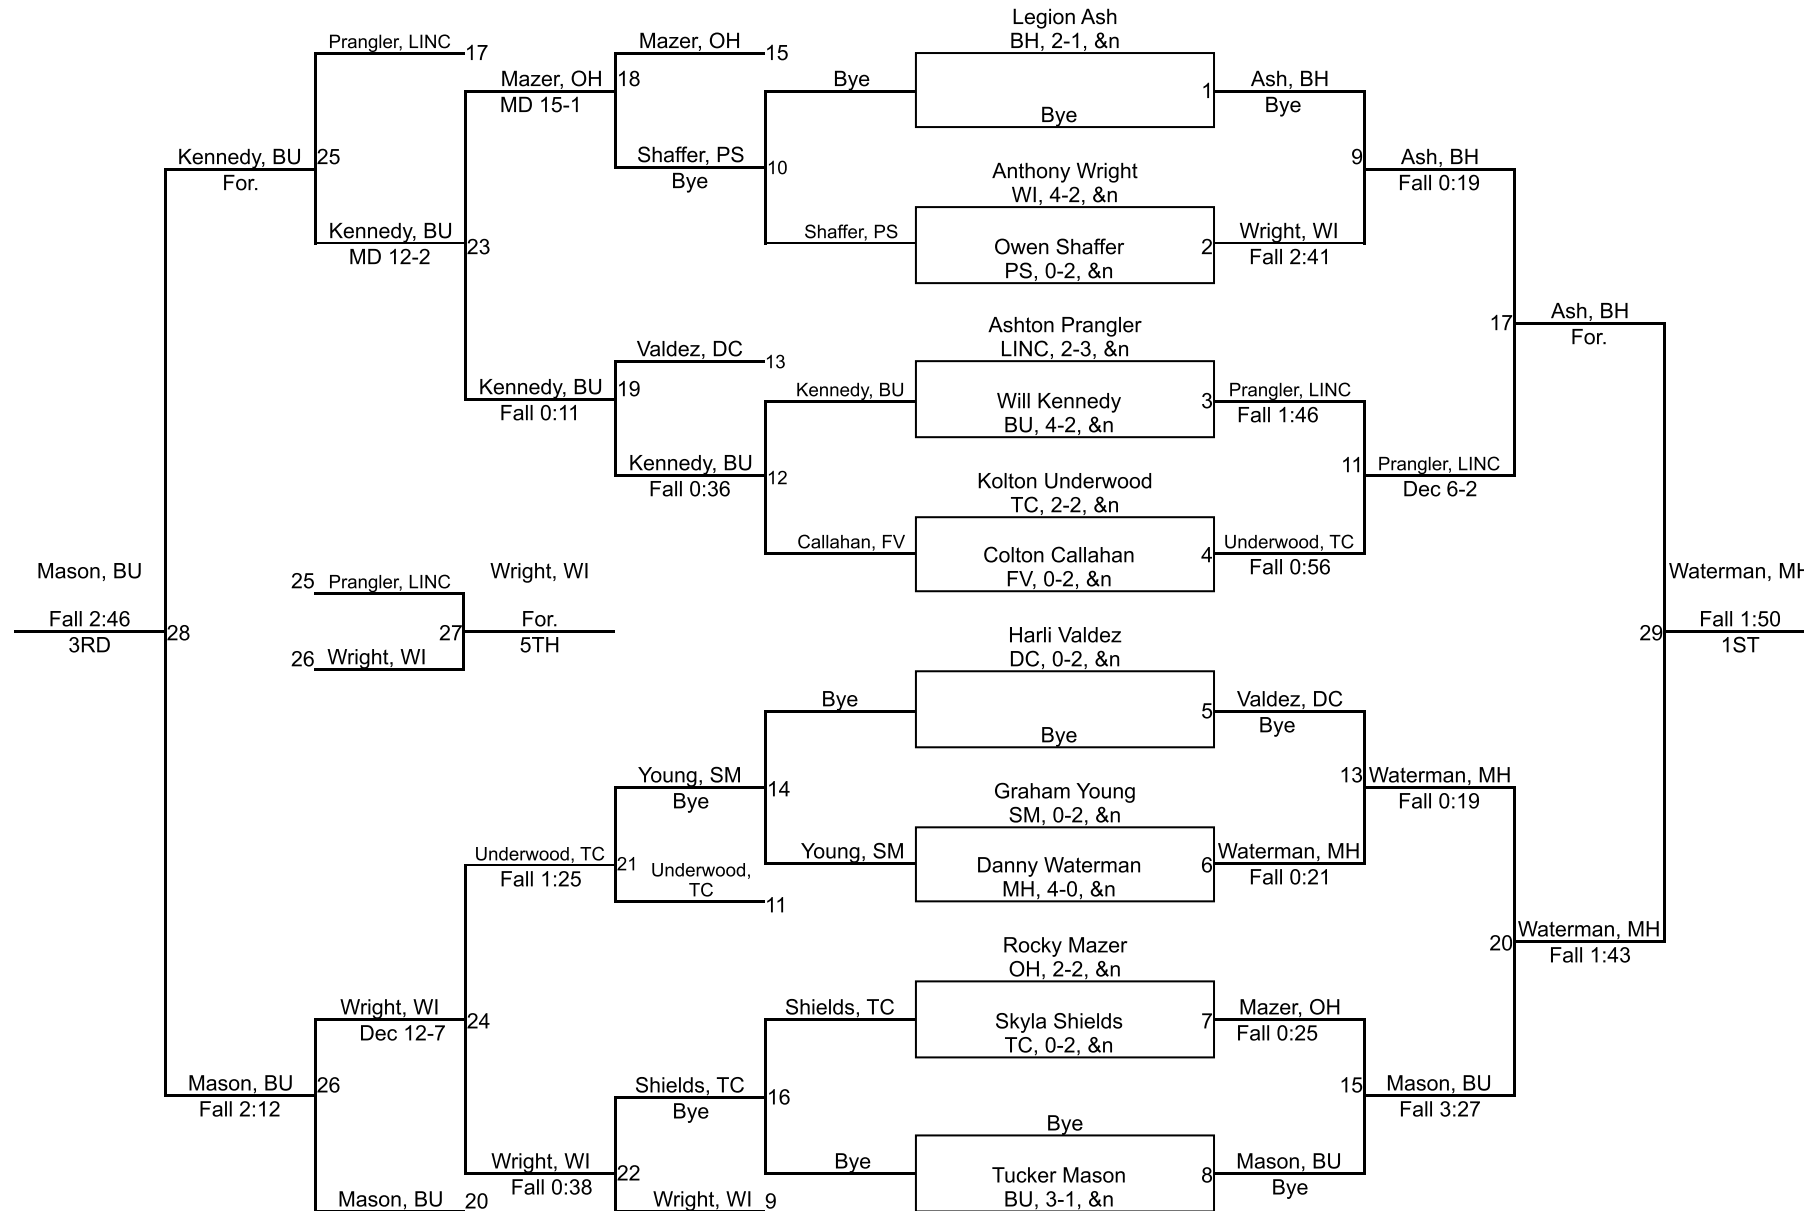 Legion Ash
BH, 2-1, &n
Prangler, LINC
17
Mazer, OH
15
Mazer, OH
18
MD 15-1
Bye
1
Ash, BH
Bye
Bye
Kennedy, BU
25
For.
Shaffer, PS
10
Bye
9
Ash, BH
Fall 0:19
Anthony Wright
WI, 4-2, &n
Kennedy, BU
23
MD 12-2
Shaffer, PS
Owen Shaffer
PS, 0-2, &n
2
Wright, WI
Fall 2:41
17
Ash, BH
For.
Ashton Prangler
LINC, 2-3, &n
Valdez, DC
13
Kennedy, BU
19
Fall 0:11
Kennedy, BU
Will Kennedy
BU, 4-2, &n
3
Prangler, LINC
Fall 1:46
Kennedy, BU
12
Fall 0:36
11
Prangler, LINC
Dec 6-2
Kolton Underwood
TC, 2-2, &n
Callahan, FV
Colton Callahan
FV, 0-2, &n
4
Underwood, TC
Fall 0:56
Mason, BU
Fall 2:46
3RD
28
25
Prangler, LINC
26
Wright, WI
27
Wright, WI
For.
5TH
29
Waterman, MH
Fall 1:50
1ST
Harli Valdez
DC, 0-2, &n
Bye
5
Bye
Valdez, DC
Bye
Young, SM
14
Bye
13
Waterman, MH
Fall 0:19
Graham Young
SM, 0-2, &n
Young, SM
Danny Waterman
MH, 4-0, &n
6
Waterman, MH
Fall 0:21
Underwood, TC
21
Fall 1:25
Underwood,
TC
11
20
Waterman, MH
Fall 1:43
Rocky Mazer
OH, 2-2, &n
Shields, TC
Skyla Shields
TC, 0-2, &n
7
Mazer, OH
Fall 0:25
Wright, WI
24
Dec 12-7
Mason, BU
26
Fall 2:12
Shields, TC
16
Bye
15
Mason, BU
Fall 3:27
Bye
Bye
Tucker Mason
BU, 3-1, &n
8
Mason, BU
Bye
Wright, WI
22
Fall 0:38
Mason, BU
20
Wright, WI
9